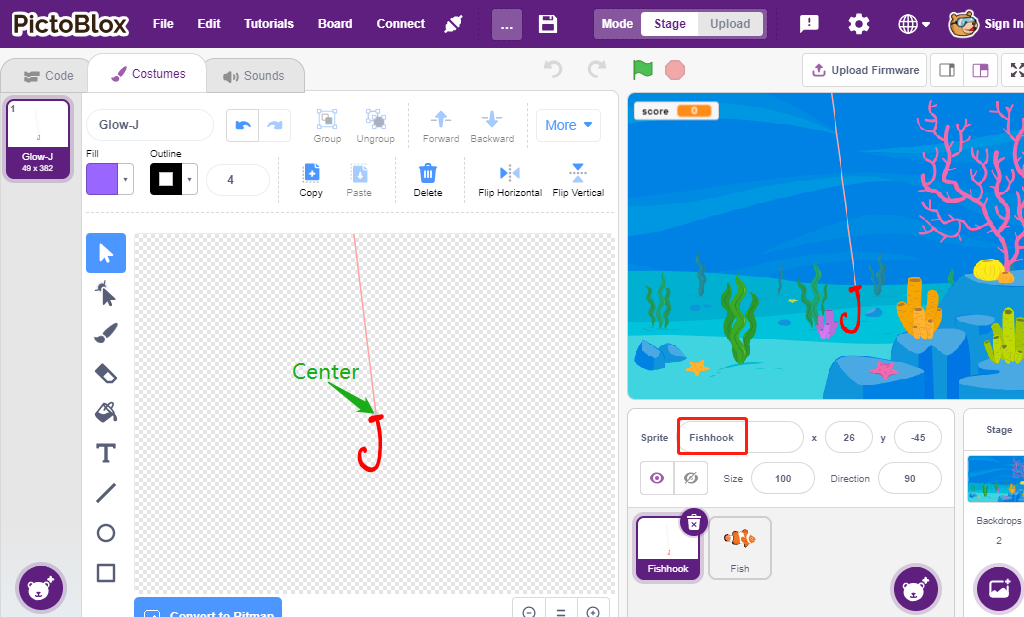 PictoBlox File Edit Tutorials Board Connect ... Mode Stage Upload Sign In
Code Costumes Sounds Upload Firmware
1
Glow-J
49 x 382
Glow-J
Group Ungroup Forward Backward More
Fill Outline
4
Copy Paste Delete Flip Horizontal Flip Vertical
score 0
Center
J
J
Convert to Bitmap
Sprite Fishhook x 26 y -45
Size 100 Direction 90
Fishhook
Fish
Stage
Backdrops
2